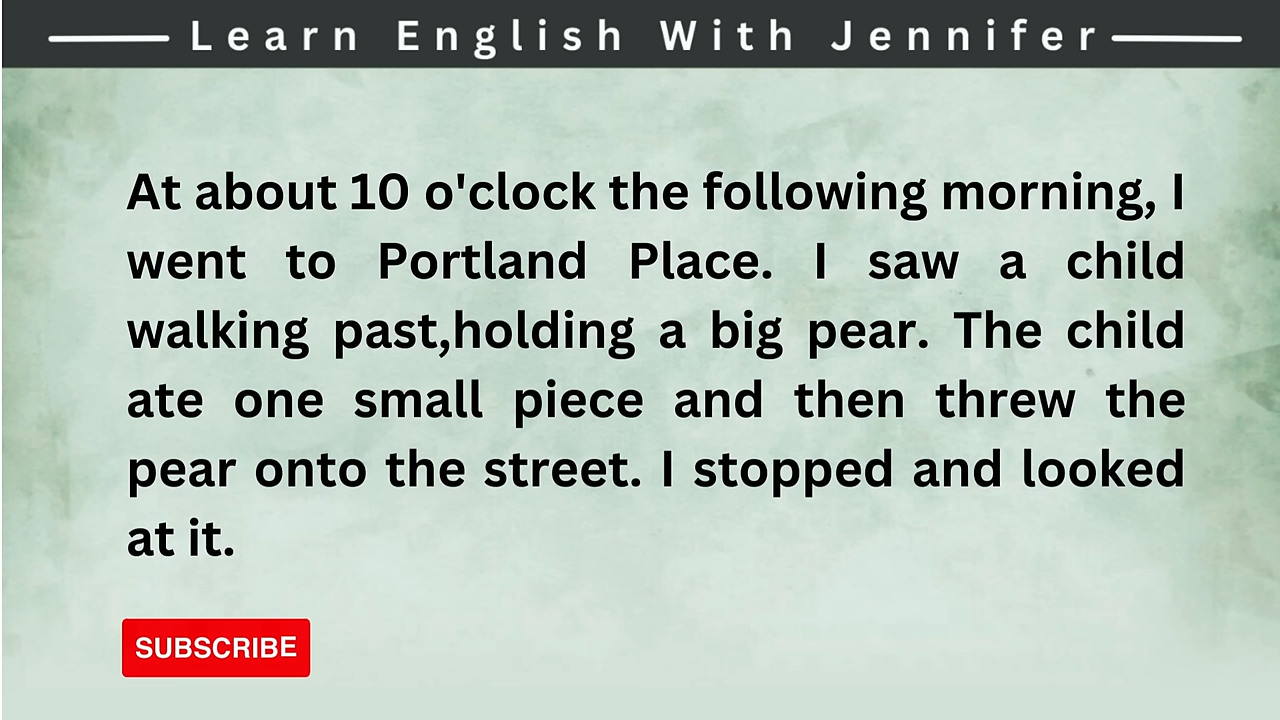 Learn English With Jennifer
At about 10 o'clock the following morning, I
went to Portland Place. I saw a child
walking past,holding a big pear. The child
ate one small piece and then threw the
pear onto the street. I stopped and looked
at it.
SUBSCRIBE